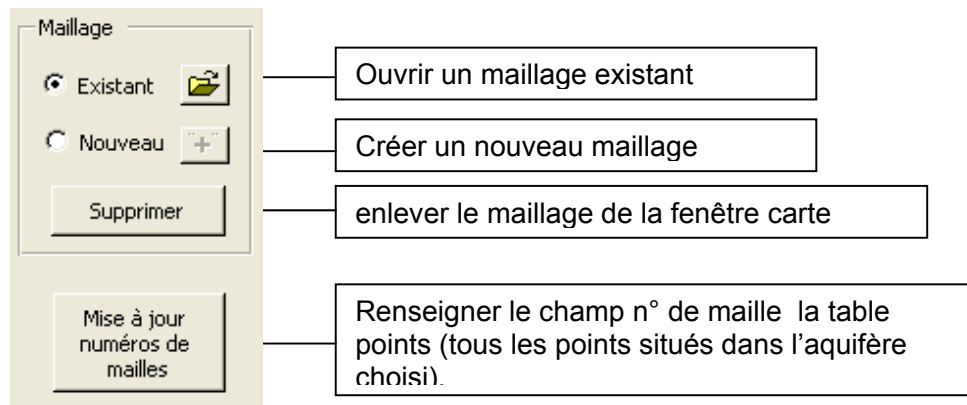 Maillage
Existant
Ouvrir un maillage existant
Nouveau
Créer un nouveau maillage
Supprimer
enlever le maillage de la fenêtre carte
Mise à jour
numéros de
mailles
Renseigner le champ n° de maille la table
points (tous les points situés dans l'aquifère
choisi).